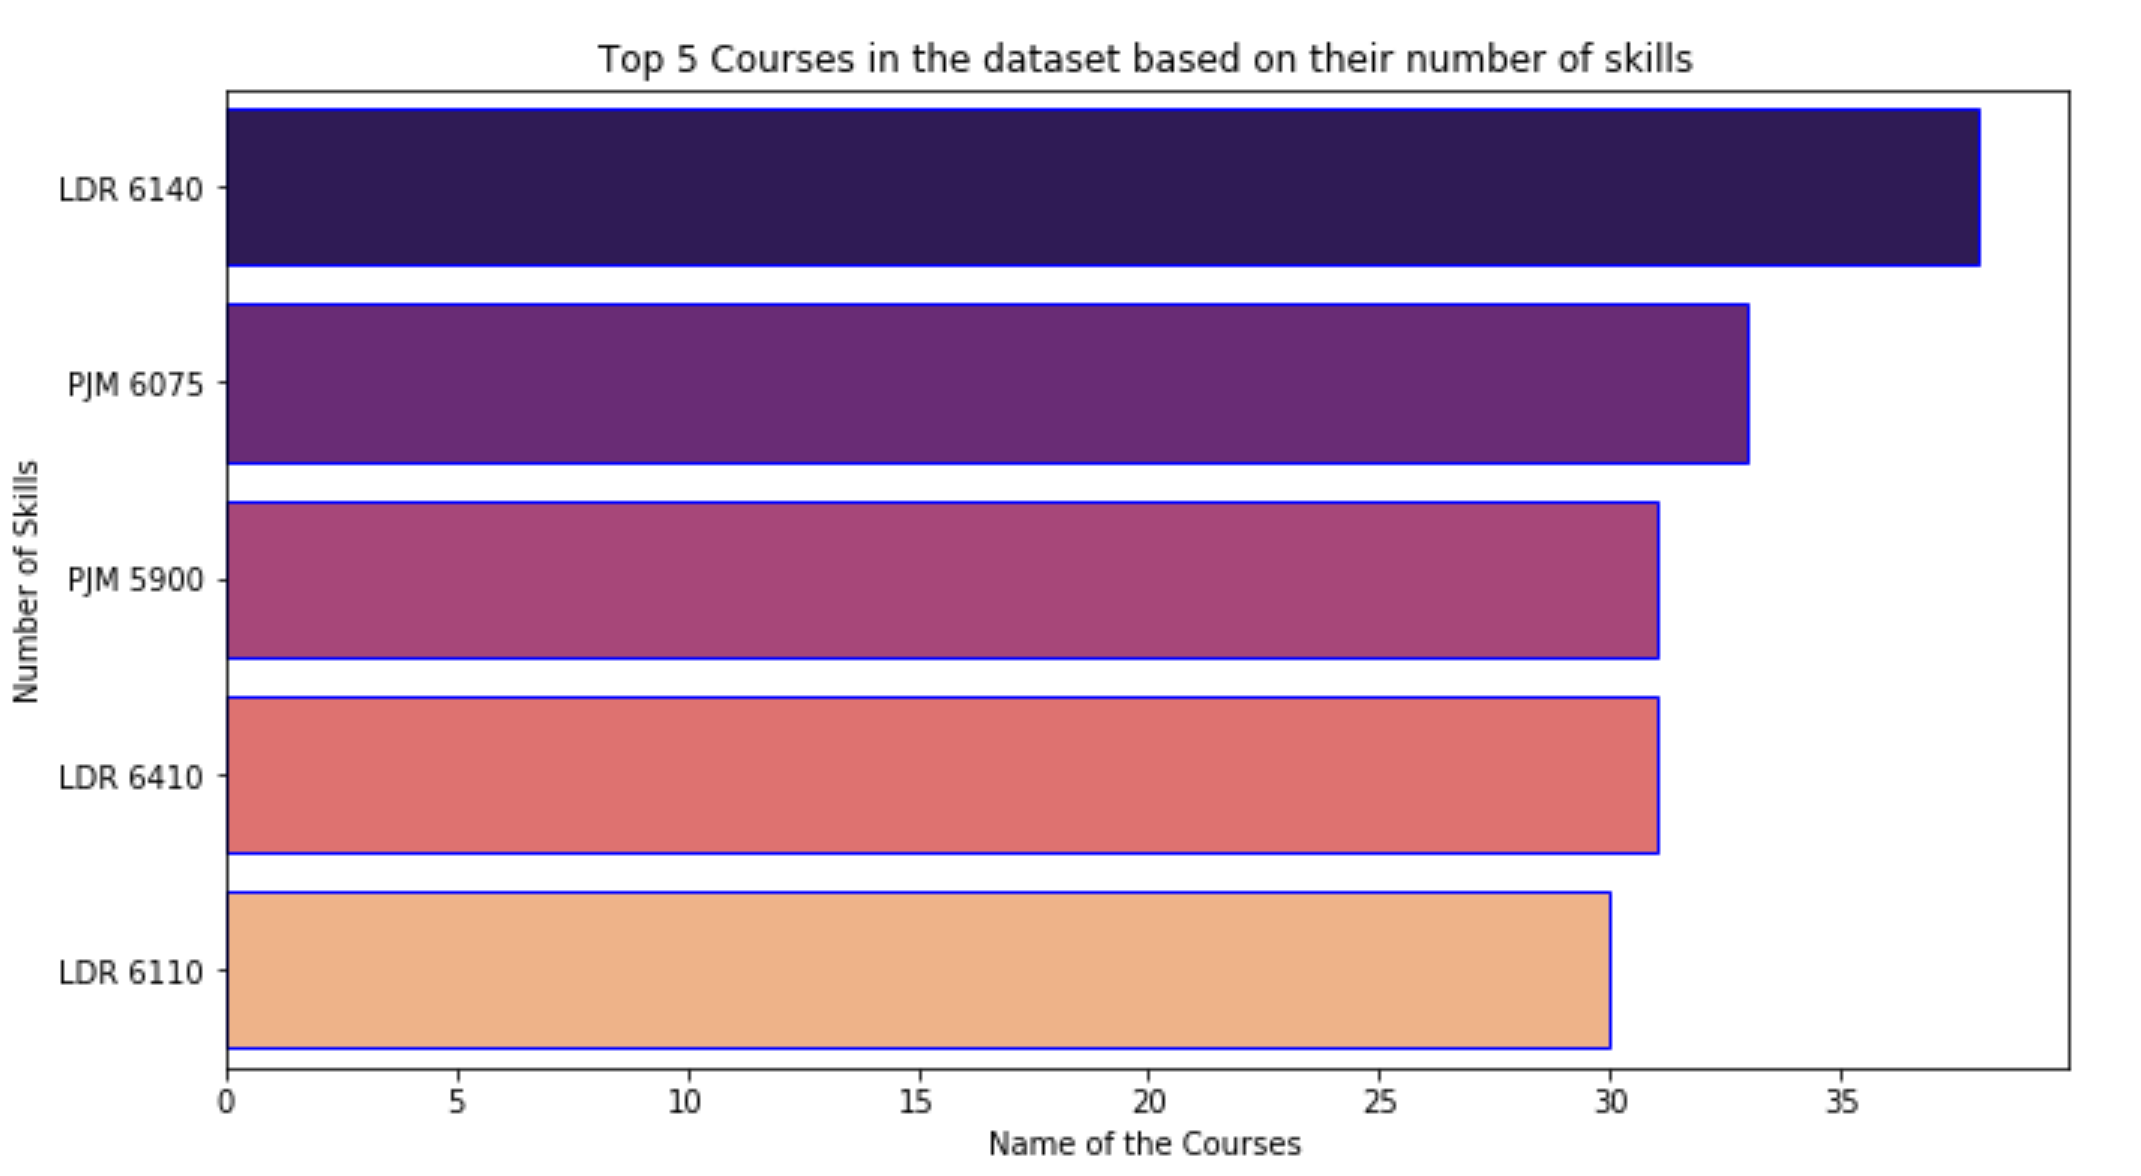 Top 5 Courses in the dataset based on their number of skills
Number of Skills
LDR 6140
PJM 6075
PJM 5900
LDR 6410
LDR 6110
0 5 10 15 20 25 30 35
Name of the Courses